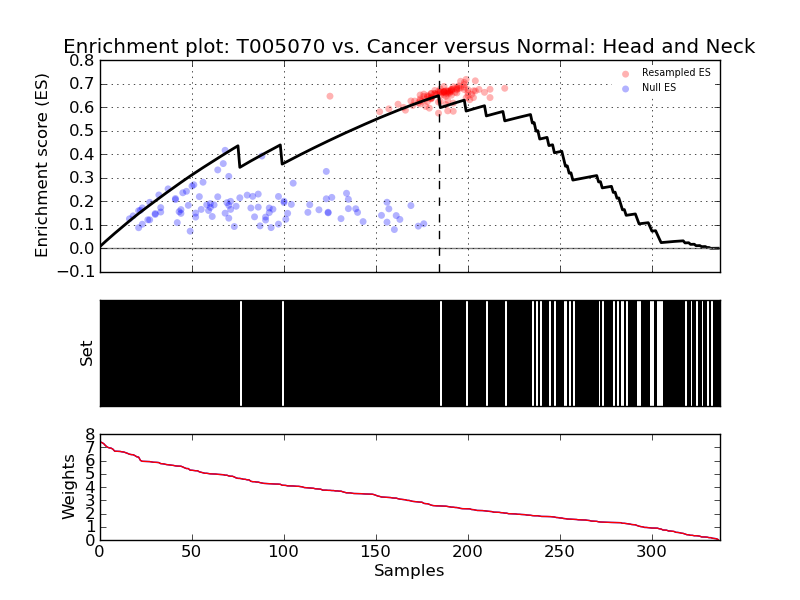 Enrichment plot: T005070 vs. Cancer versus Normal: Head and Neck
0.8
0.7
0.6
0.5
0.4
0.3
0.2
0.1
0.0
−0.1
Enrichment score (ES)
Resampled ES
Null ES
Set
8
7
6
5
4
3
2
1
0
Weights
0 50 100 150 200 250 300
Samples